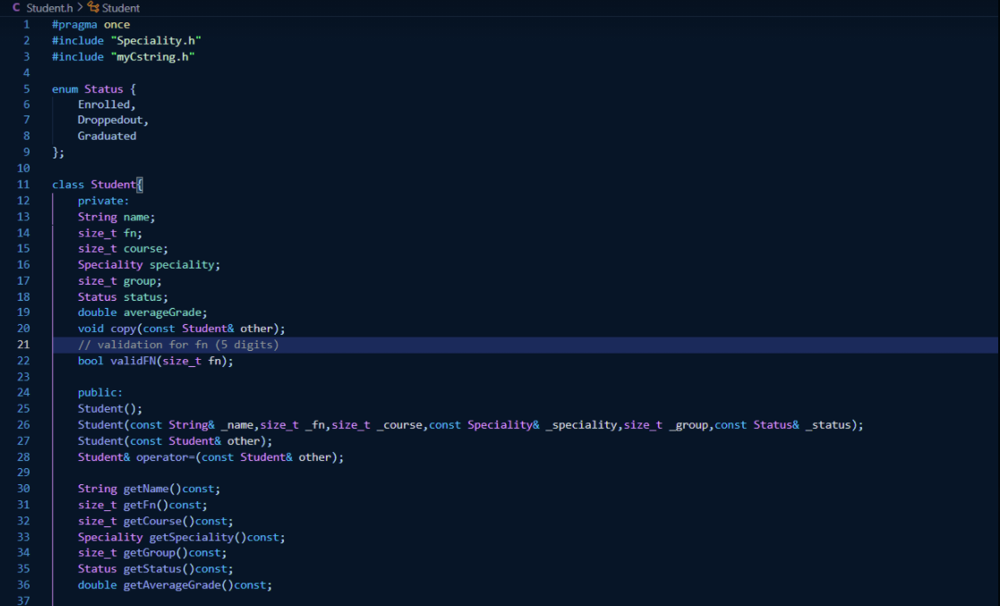 C Student.h > Student
1 #pragma once
2 #include "Speciality.h"
3 #include "myCstring.h"
4
5 enum Status {
6 Enrolled,
7 Droppedout,
8 Graduated
9 };
10
11 class Student{
12 private:
13 String name;
14 size_t fn;
15 size_t course;
16 Speciality speciality;
17 size_t group;
18 Status status;
19 double averageGrade;
20 void copy(const Student& other);
21 // validation for fn (5 digits)
22 bool validFN(size_t fn);
23
24 public:
25 Student();
26 Student(const String& _name,size_t _fn,size_t _course,const Speciality& _speciality,size_t _group,const Status& _status);
27 Student(const Student& other);
28 Student& operator=(const Student& other);
29
30 String getName()const;
31 size_t getFn()const;
32 size_t getCourse()const;
33 Speciality getSpeciality()const;
34 size_t getGroup()const;
35 Status getStatus()const;
36 double getAverageGrade()const;
37